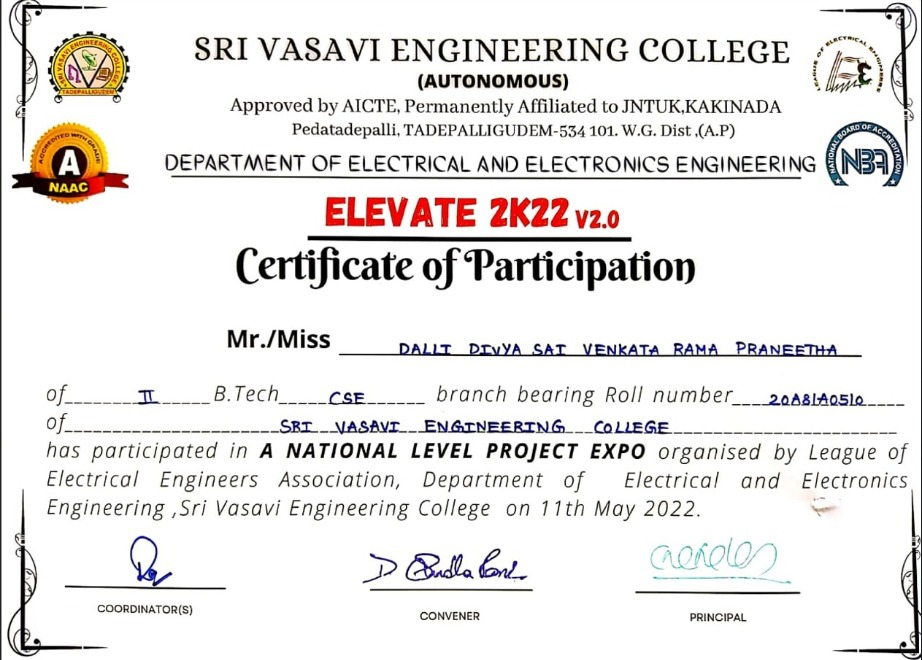 SRI VASAVI ENGINEERING COLLEGE
(AUTONOMOUS)
Approved by AICTE, Permanently Affiliated to JNTUK,KAKINADA
Pedatadepalli, TADEPALLIGUDEM-534 101. W.G. Dist ,(A.P)
DEPARTMENT OF ELECTRICAL AND ELECTRONICS ENGINEERING
SRI VASAVI ENGINEERING COLLEGE
TADEPALLIGUDEM
LEAGUE OF ELECTRICAL ENGINEERS
ACCREDITED WITH GRADE
A
NAAC
NATIONAL BOARD OF ACCREDITATION
NBA
ELEVATE 2K22 V2.0
Certificate of Participation
Mr./Miss DALLI DIVYA SAI VENKATA RAMA PRANEETHA
of II B.Tech CSE branch bearing Roll number 20A81A0510
of SRI VASAVI ENGINEERING COLLEGE
has participated in A NATIONAL LEVEL PROJECT EXPO organised by League of
Electrical Engineers Association, Department of Electrical and Electronics
Engineering ,Sri Vasavi Engineering College on 11th May 2022.
COORDINATOR(S)
CONVENER
PRINCIPAL